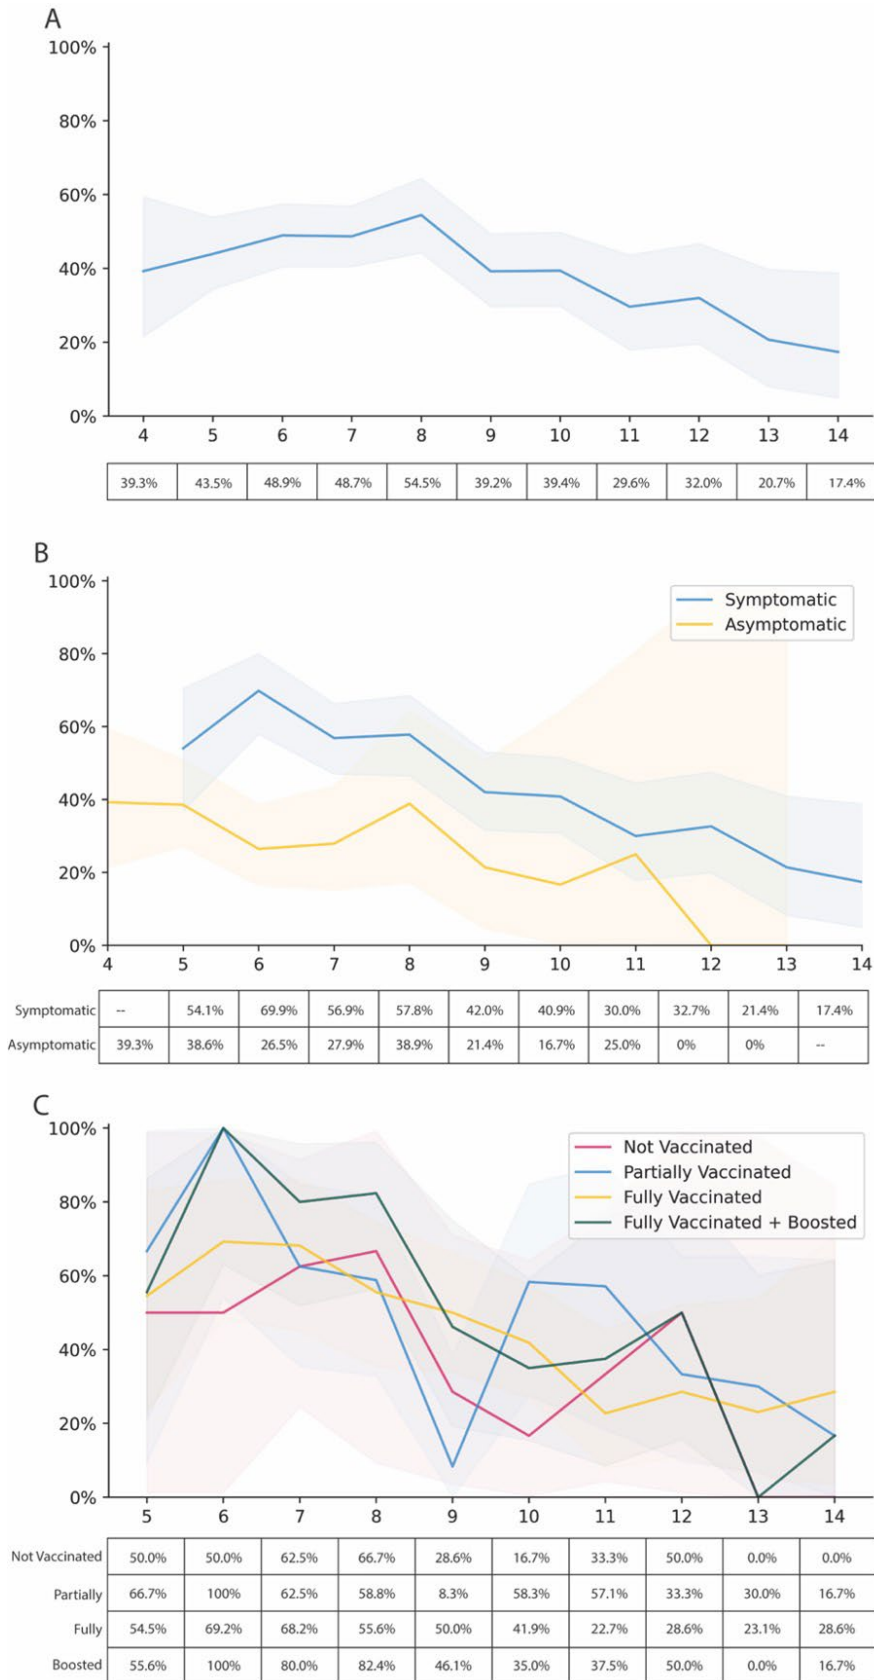 A
100%
80%
60%
40%
20%
0%
4 5 6 7 8 9 10 11 12 13 14
39.3% 43.5% 48.9% 48.7% 54.5% 39.2% 39.4% 29.6% 32.0% 20.7% 17.4%
B
100%
Symptomatic
Asymptomatic
80%
60%
40%
20%
0%
4 5 6 7 8 9 10 11 12 13 14
Symptomatic -- 54.1% 69.9% 56.9% 57.8% 42.0% 40.9% 30.0% 32.7% 21.4% 17.4%
Asymptomatic 39.3% 38.6% 26.5% 27.9% 38.9% 21.4% 16.7% 25.0% 0% 0% --
C
100%
Not Vaccinated
Partially Vaccinated
Fully Vaccinated
Fully Vaccinated + Boosted
80%
60%
40%
20%
0%
5 6 7 8 9 10 11 12 13 14
Not Vaccinated 50.0% 50.0% 62.5% 66.7% 28.6% 16.7% 33.3% 50.0% 0.0% 0.0%
Partially 66.7% 100% 62.5% 58.8% 8.3% 58.3% 57.1% 33.3% 30.0% 16.7%
Fully 54.5% 69.2% 68.2% 55.6% 50.0% 41.9% 22.7% 28.6% 23.1% 28.6%
Boosted 55.6% 100% 80.0% 82.4% 46.1% 35.0% 37.5% 50.0% 0.0% 16.7%